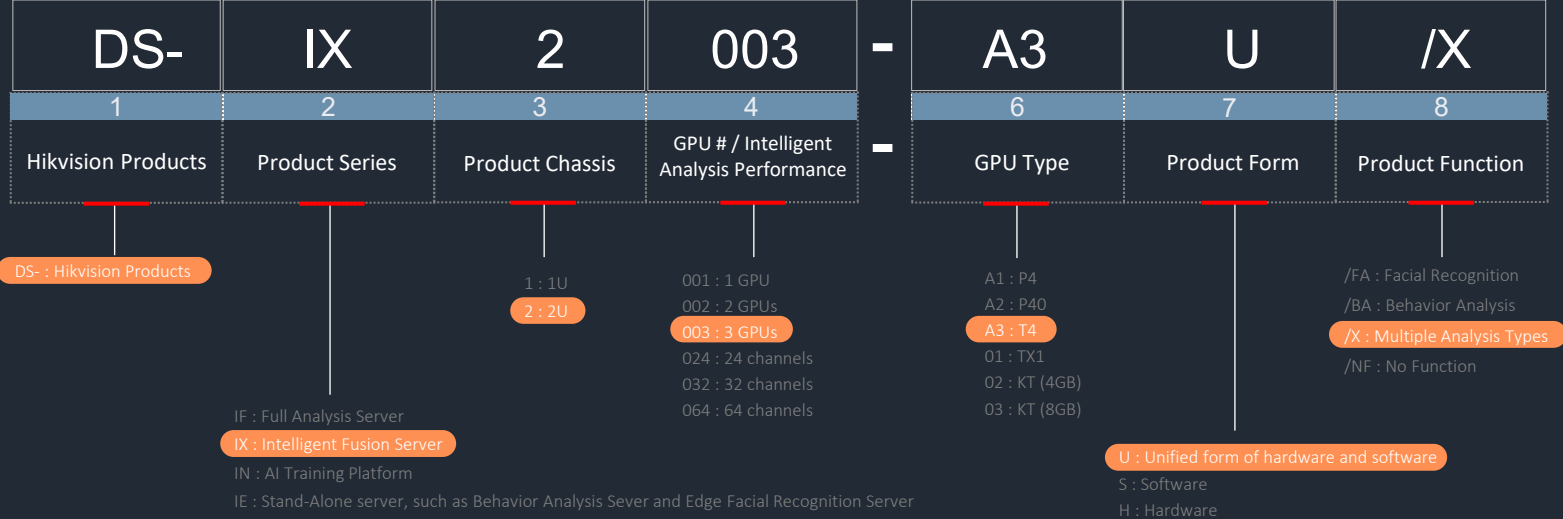 DS- IX 2 003 - A3 U /X
1 2 3 4 6 7 8
Hikvision Products
Product Series
Product Chassis
GPU # / Intelligent
Analysis Performance
-
GPU Type
Product Form
Product Function
DS- : Hikvision Products
IF : Full Analysis Server
IX : Intelligent Fusion Server
IN : AI Training Platform
IE : Stand-Alone server, such as Behavior Analysis Sever and Edge Facial Recognition Server
1 : 1U
2 : 2U
001 : 1 GPU
002 : 2 GPUs
003 : 3 GPUs
024 : 24 channels
032 : 32 channels
064 : 64 channels
A1 : P4
A2 : P40
A3 : T4
01 : TX1
02 : KT (4GB)
03 : KT (8GB)
U : Unified form of hardware and software
S : Software
H : Hardware
/FA : Facial Recognition
/BA : Behavior Analysis
/X : Multiple Analysis Types
/NF : No Function